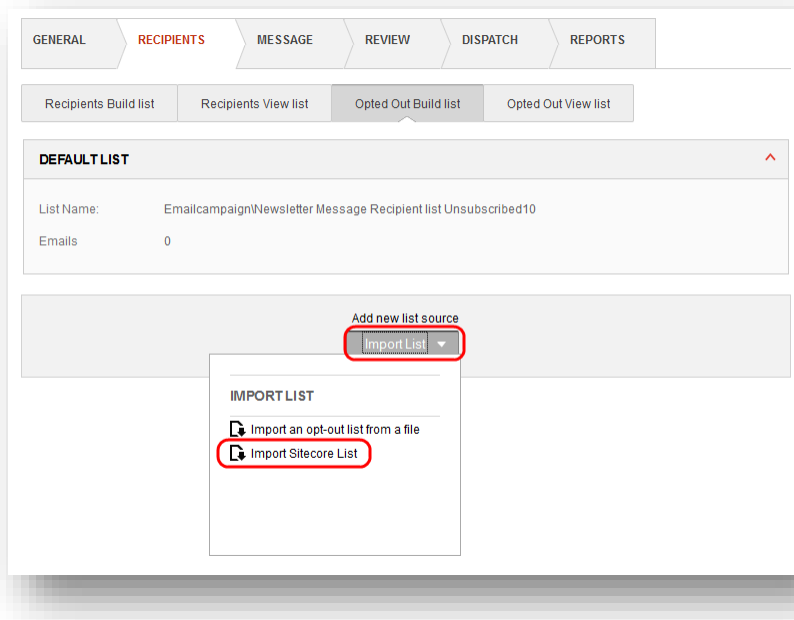 GENERAL RECIPIENTS MESSAGE REVIEW DISPATCH REPORTS
Recipients Build list Recipients View list Opted Out Build list Opted Out View list
DEFAULT LIST
List Name: Emailcampaign\Newsletter Message Recipient list Unsubscribed10
Emails 0
Add new list source
Import List
IMPORT LIST
Import an opt-out list from a file
Import Sitecore List